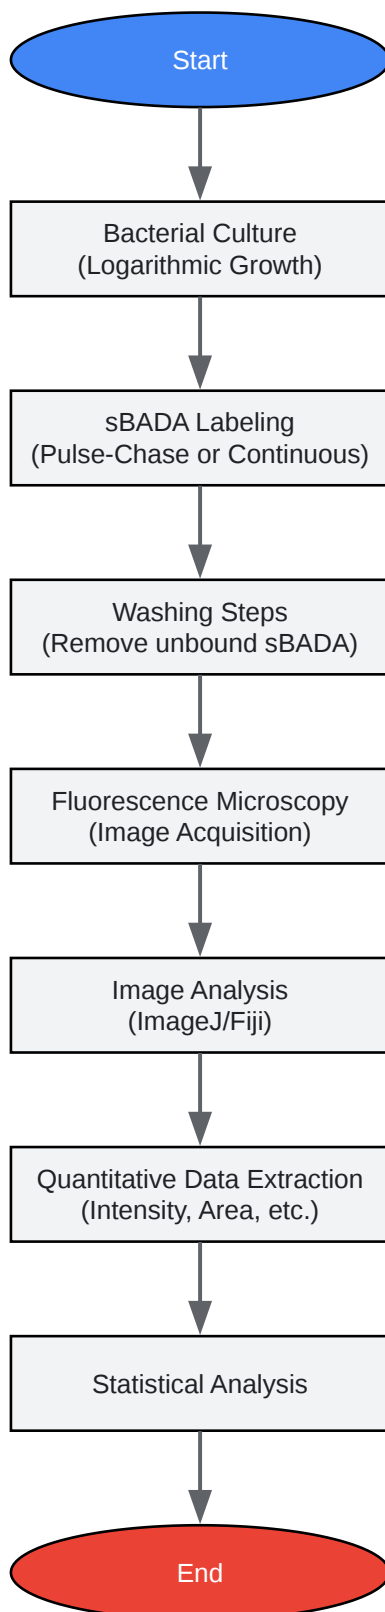 Start
Bacterial Culture
(Logarithmic Growth)
sBADA Labeling
(Pulse-Chase or Continuous)
Washing Steps
(Remove unbound sBADA)
Fluorescence Microscopy
(Image Acquisition)
Image Analysis
(ImageJ/Fiji)
Quantitative Data Extraction
(Intensity, Area, etc.)
Statistical Analysis
End